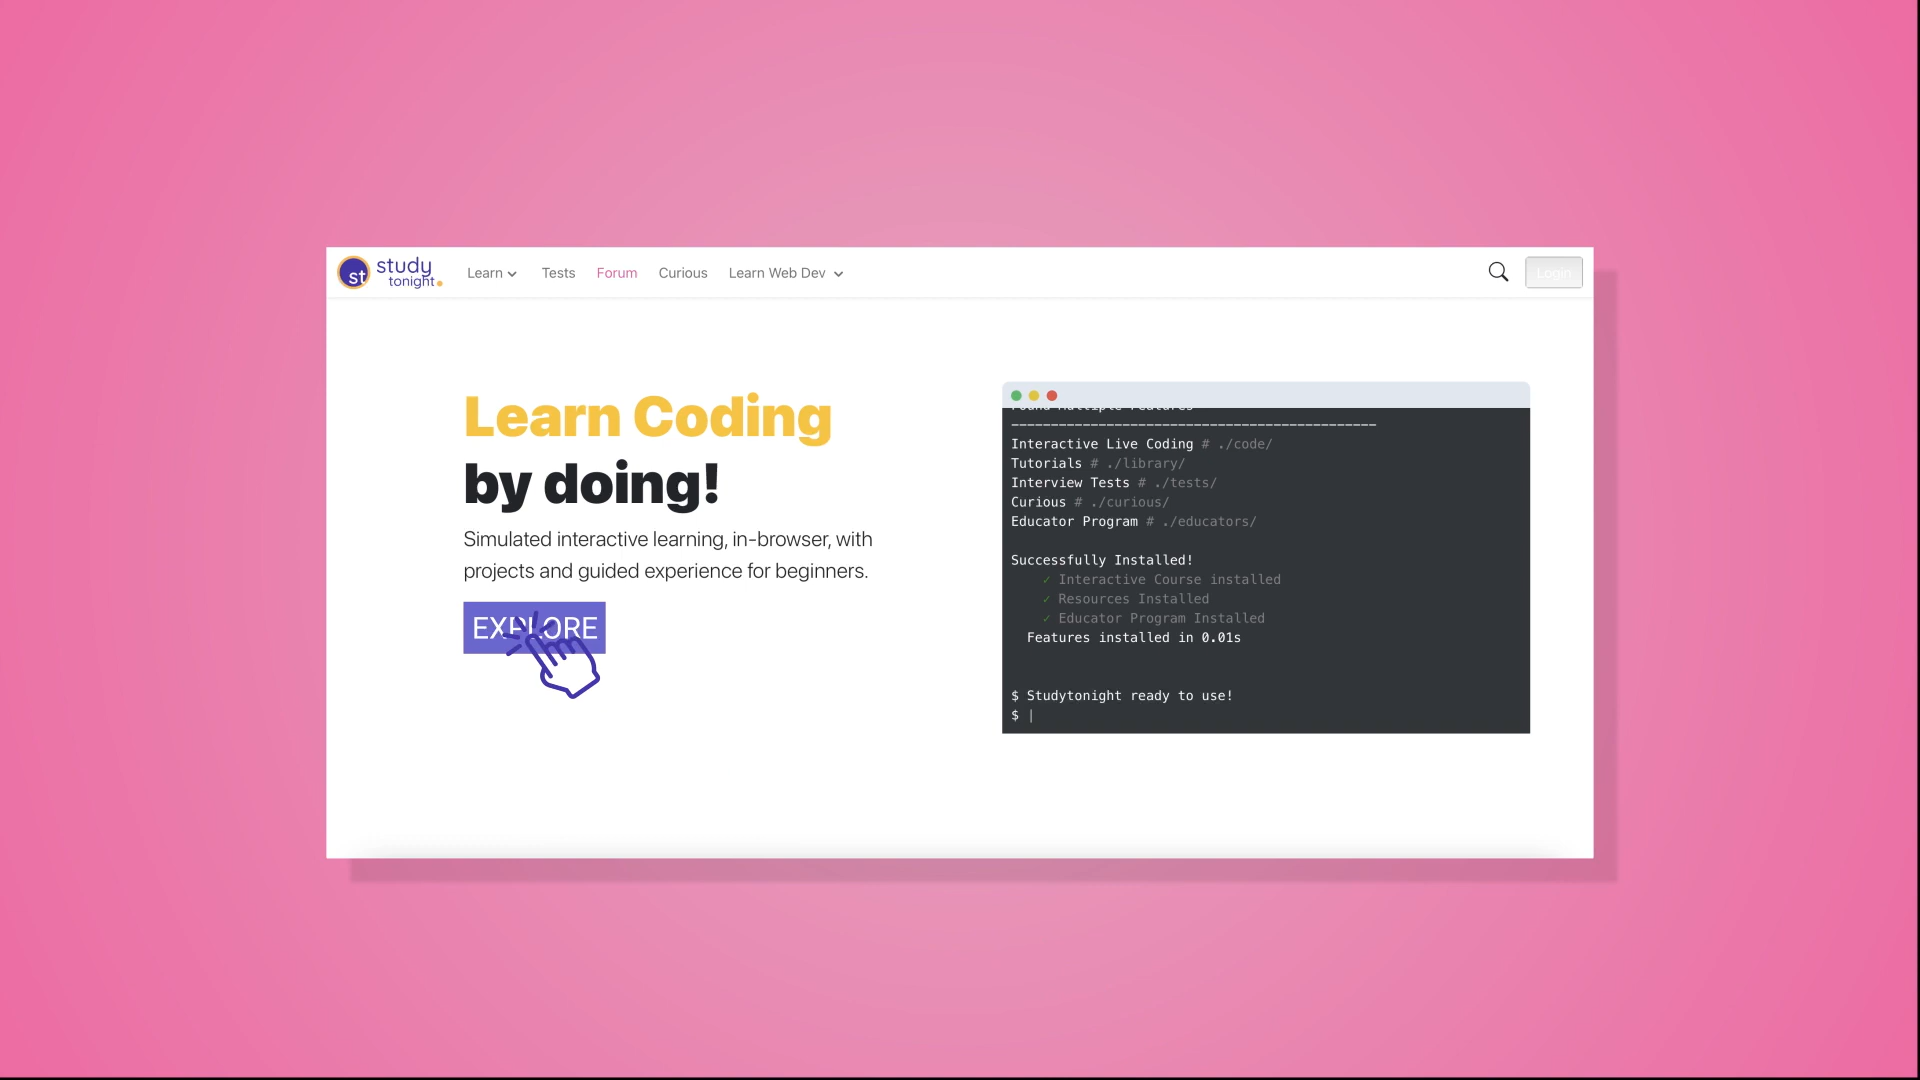 st study
tonight
Learn Tests Forum Curious Learn Web Dev Login
Learn Coding
by doing!
Simulated interactive learning, in-browser, with
projects and guided experience for beginners.
EXPLORE
Found Multiple Features
----------------------------------------------
Interactive Live Coding # ./code/
Tutorials # ./library/
Interview Tests # ./tests/
Curious # ./curious/
Educator Program # ./educators/
Successfully Installed!
✓ Interactive Course installed
✓ Resources Installed
✓ Educator Program Installed
Features installed in 0.01s
$ Studytonight ready to use!
$ |